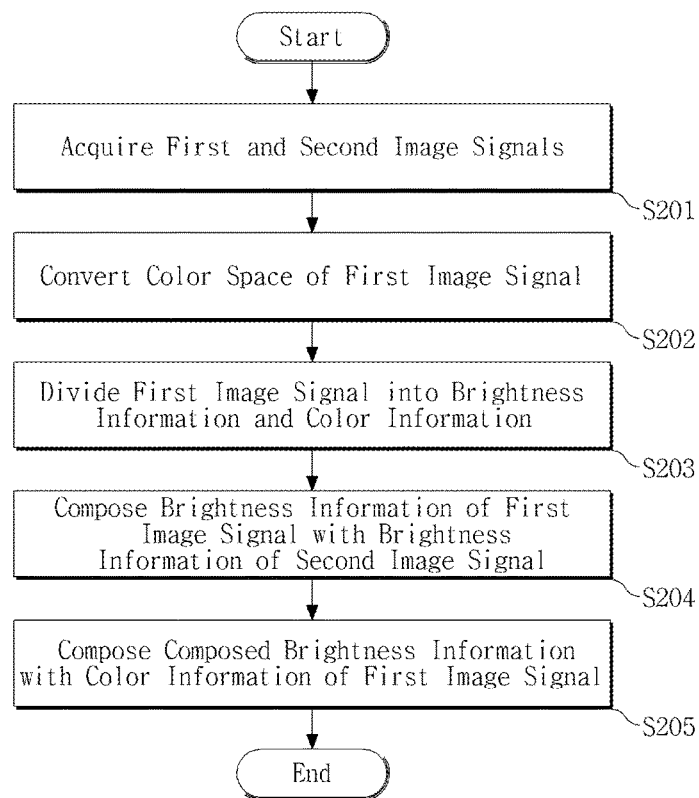 Start
Acquire First and Second Image Signals
S201
Convert Color Space of First Image Signal
S202
Divide First Image Signal into Brightness
Information and Color Information
S203
Compose Brightness Information of First
Image Signal with Brightness
Information of Second Image Signal
S204
Compose Composed Brightness Information
with Color Information of First Image Signal
S205
End